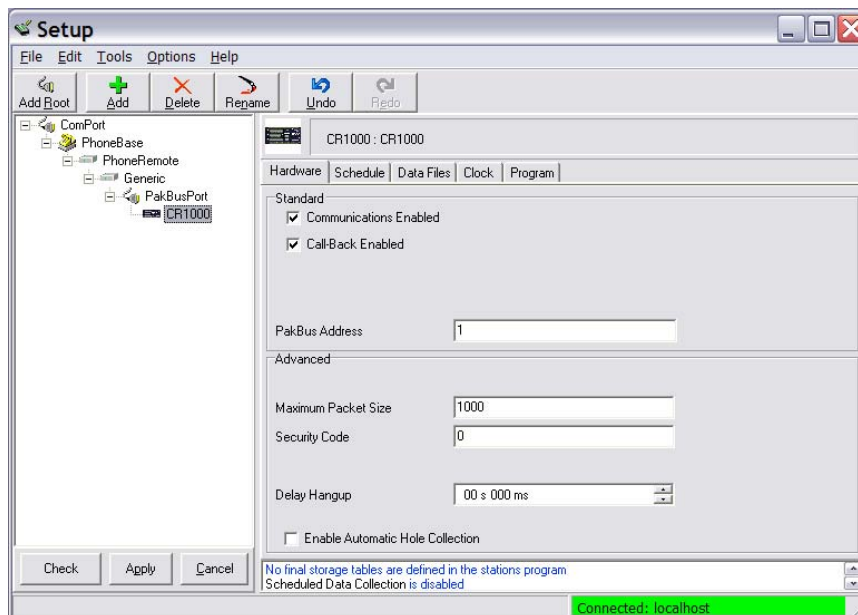 Setup
File Edit Tools Options Help
Add Root Add Delete Rename Undo Redo
ComPort
PhoneBase
PhoneRemote
Generic
PakBusPort
CR1000
CR1000 : CR1000
Hardware Schedule Data Files Clock Program
Standard
Communications Enabled
Call-Back Enabled
PakBus Address 1
Advanced
Maximum Packet Size 1000
Security Code 0
Delay Hangup 00 s 000 ms
Enable Automatic Hole Collection
Check Apply Cancel
No final storage tables are defined in the stations program
Scheduled Data Collection is disabled
Connected: localhost